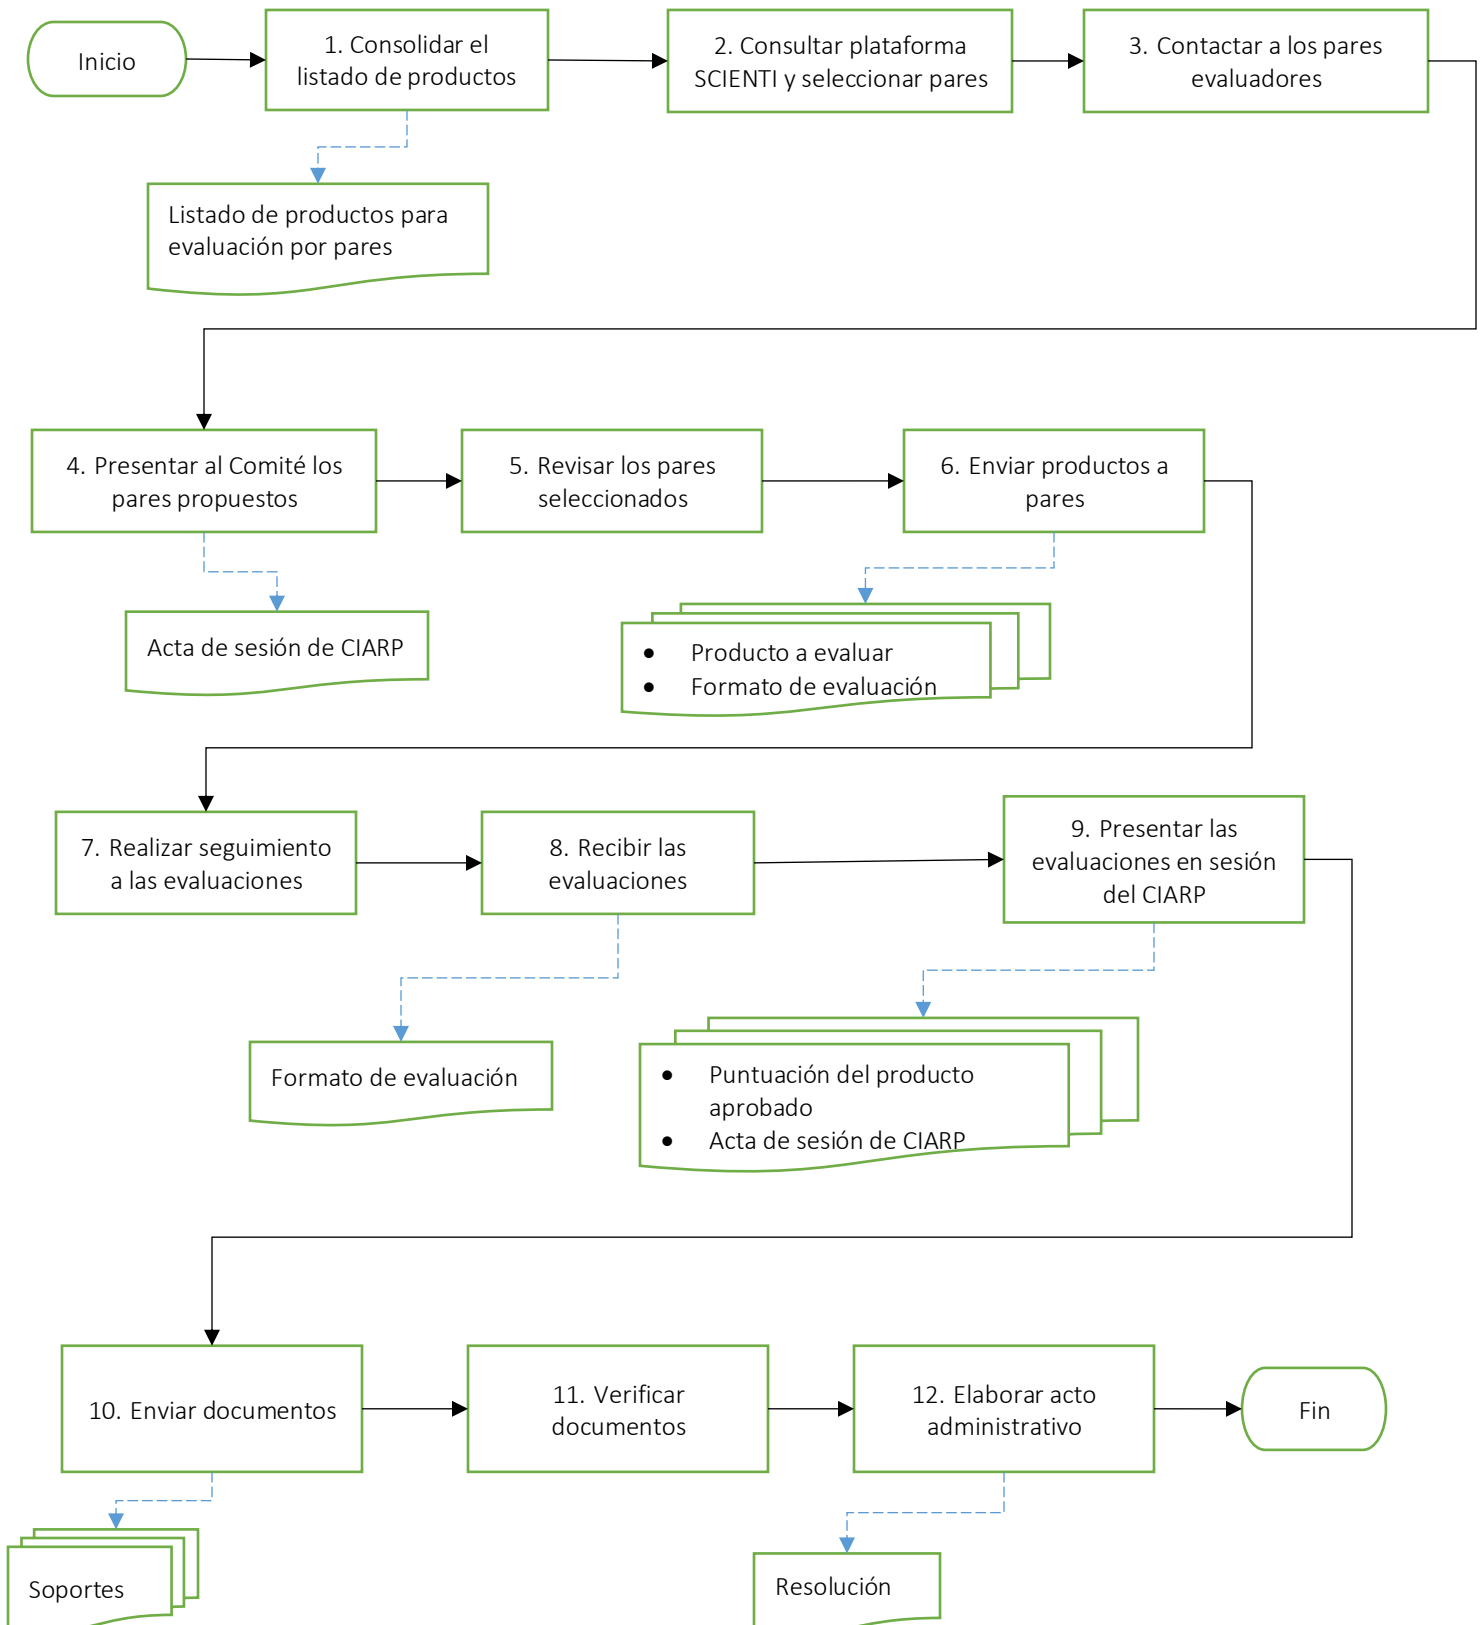 Inicio
1. Consolidar el
listado de productos
2. Consultar plataforma
SCIENTI y seleccionar pares
3. Contactar a los pares
evaluadores
Listado de productos para
evaluación por pares
4. Presentar al Comité los
pares propuestos
5. Revisar los pares
seleccionados
6. Enviar productos a
pares
Acta de sesión de CIARP
• Producto a evaluar
• Formato de evaluación
7. Realizar seguimiento
a las evaluaciones
8. Recibir las
evaluaciones
9. Presentar las
evaluaciones en sesión
del CIARP
Formato de evaluación
• Puntuación del producto
aprobado
• Acta de sesión de CIARP
10. Enviar documentos
11. Verificar
documentos
12. Elaborar acto
administrativo
Fin
Soportes
Resolución